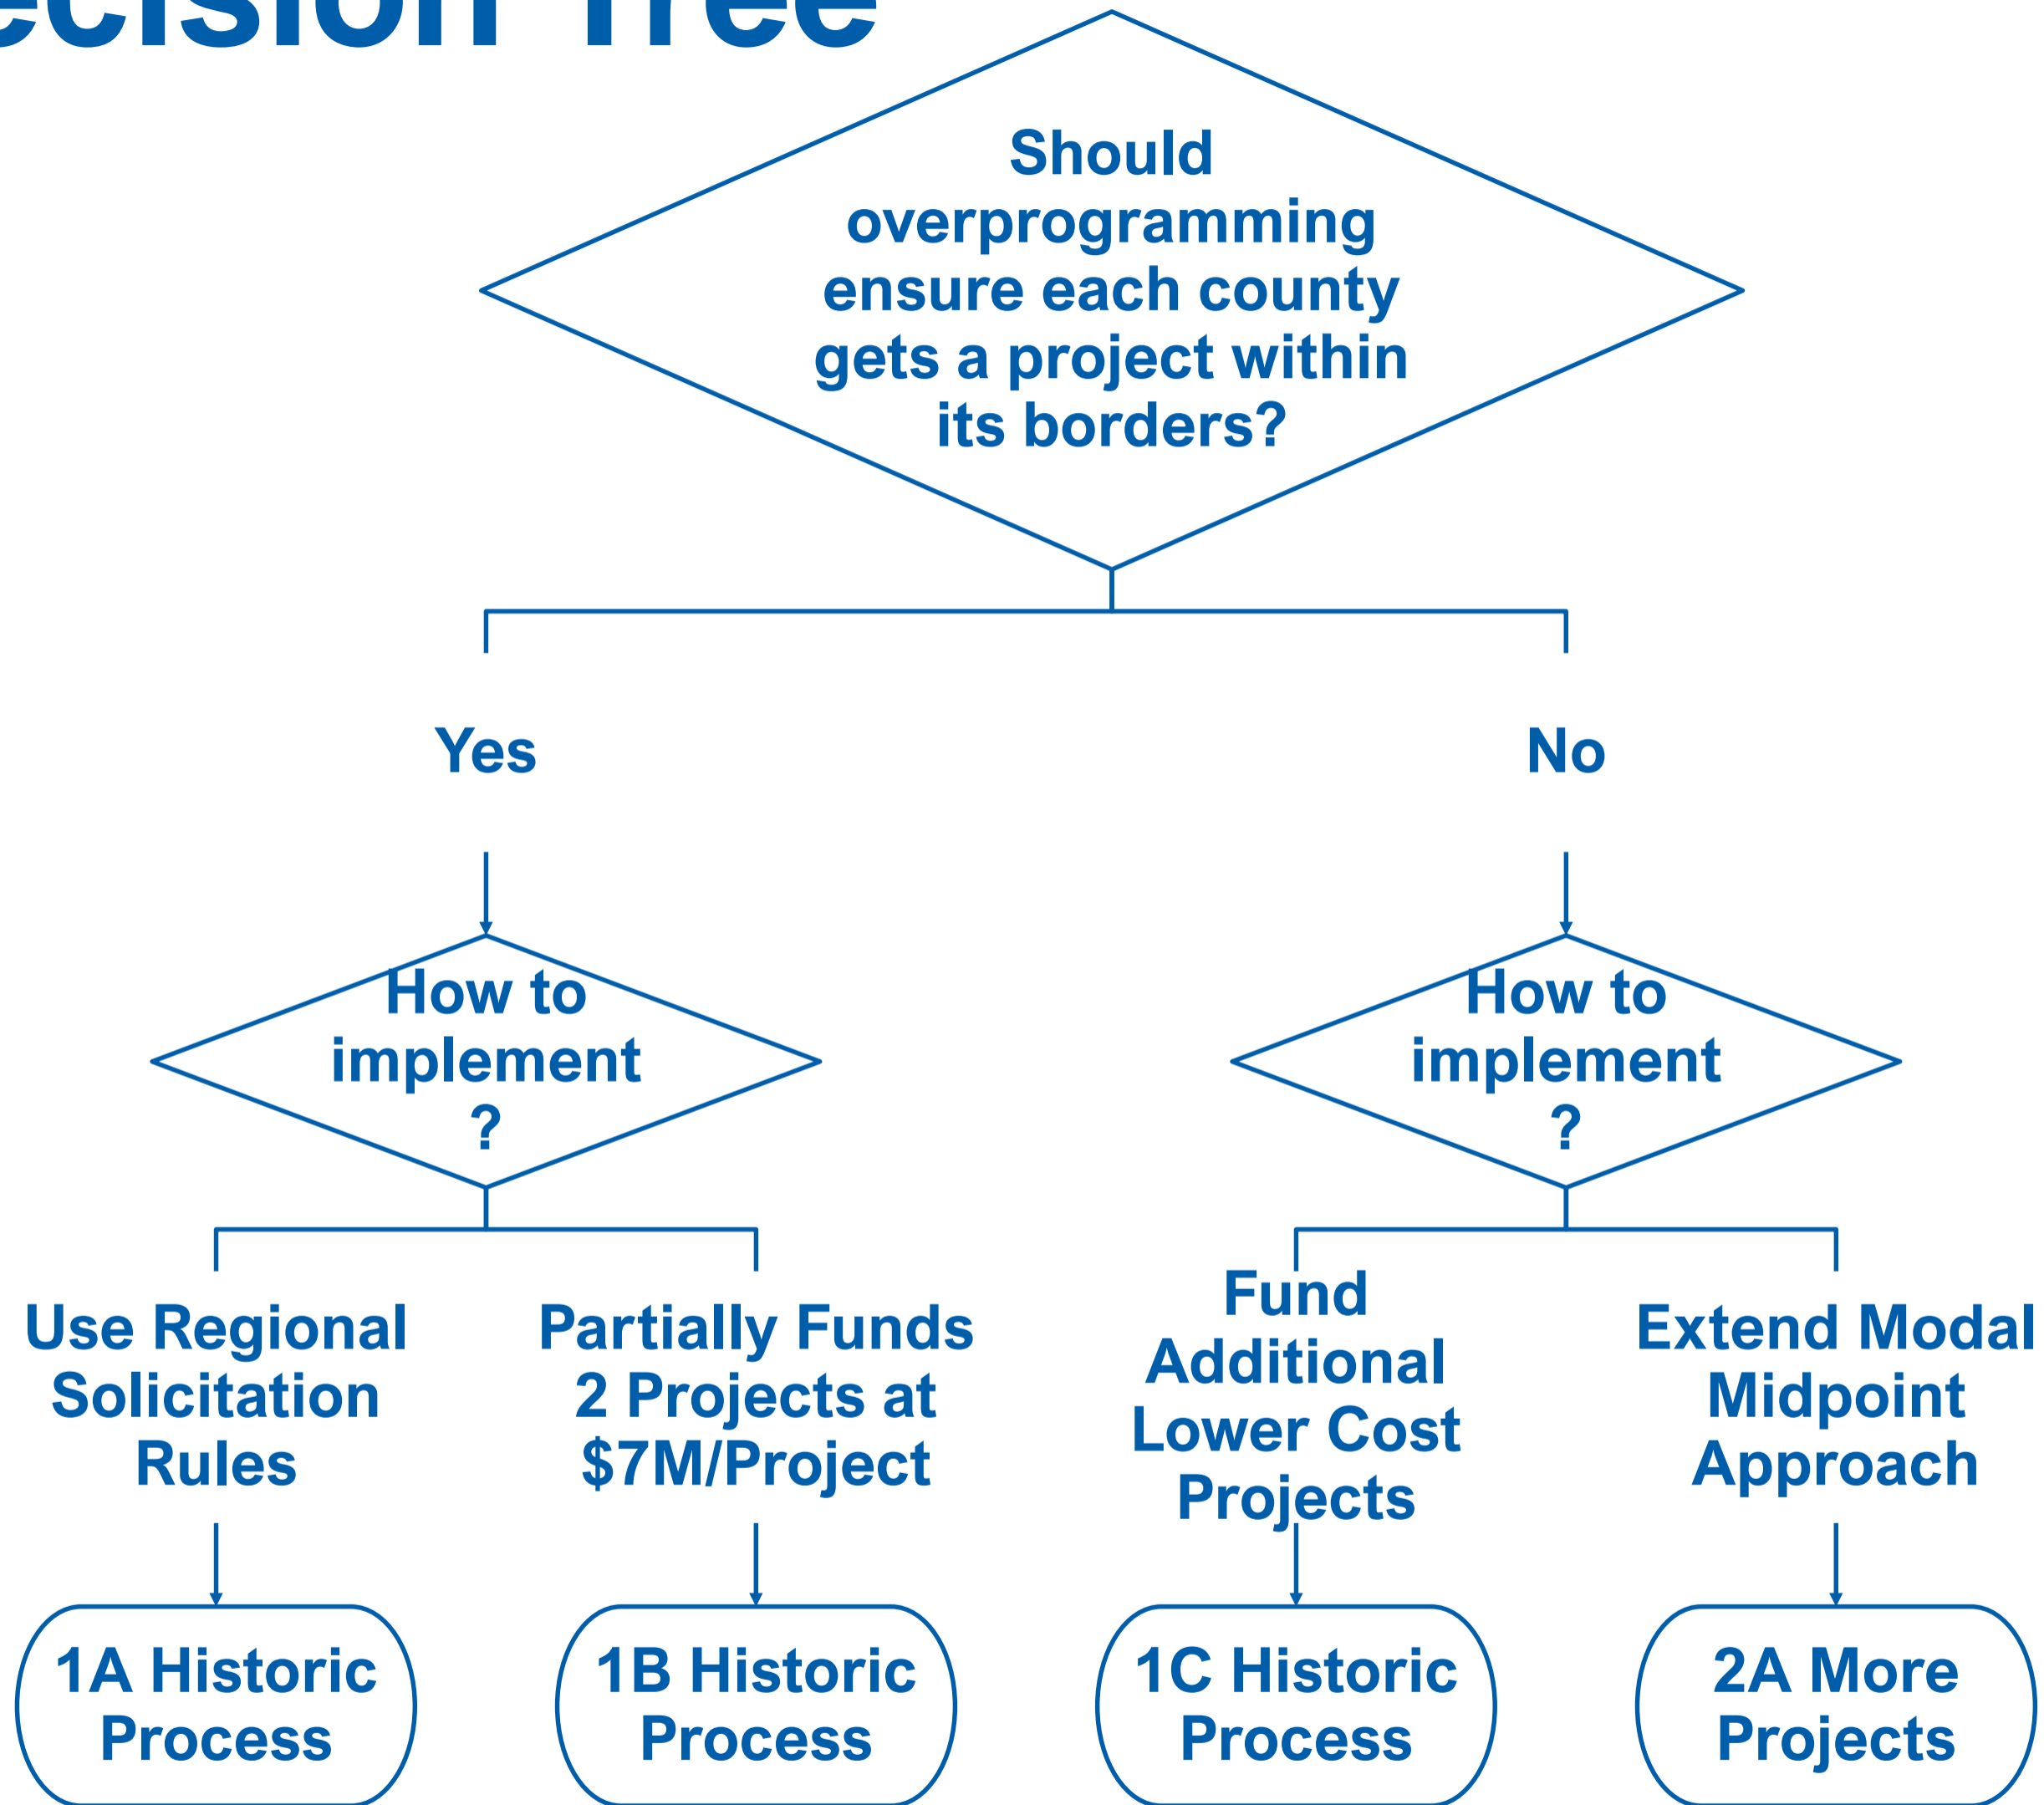 ecision Tree
Should
overprogramming
ensure each county
gets a project within
its borders?
Yes
No
How to
implement
?
How to
implement
?
Use Regional
Solicitation
Rules
Partially Funds
2 Projects at
$7M/Project
Fund
Additional
Lower Cost
Projects
Extend Modal
Midpoint
Approach
1A Historic
Process
1B Historic
Process
1C Historic
Process
2A More
Projects